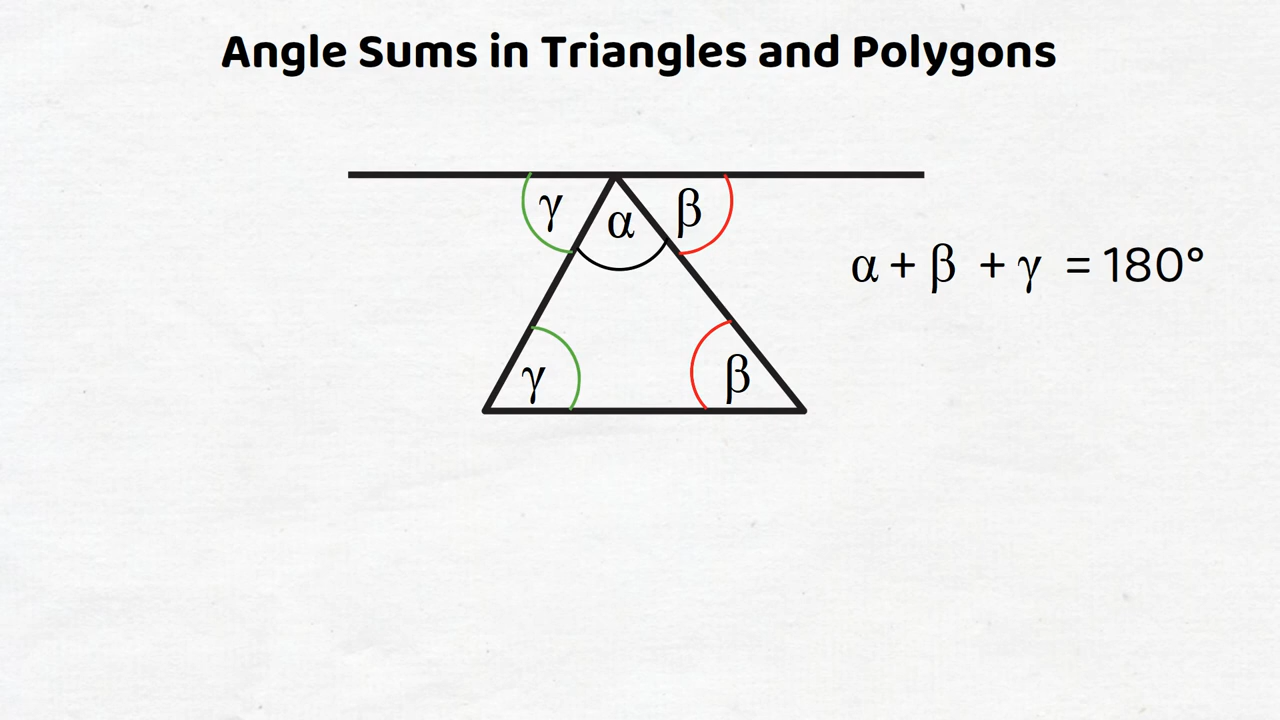 Angle Sums in Triangles and Polygons
γ α β
α + β + γ = 180°
γ β